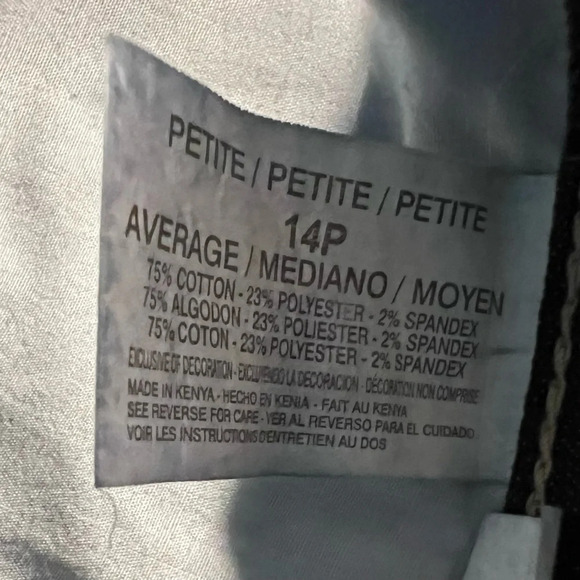 PETITE / PETITE / PETITE
14P
AVERAGE / MEDIANO / MOYEN
75% COTTON - 23% POLYESTER - 2% SPANDEX
75% ALGODON - 23% POLIESTER - 2% SPANDEX
75% COTON - 23% POLYESTER - 2% SPANDEX
EXCLUSIVE OF DECORATION - EXCLUYENDO LA DECORACION - DÉCORATION NON COMPRISE
MADE IN KENYA - HECHO EN KENIA - FAIT AU KENYA
SEE REVERSE FOR CARE - VER AL REVERSO PARA EL CUIDADO
VOIR LES INSTRUCTIONS D'ENTRETIEN AU DOS